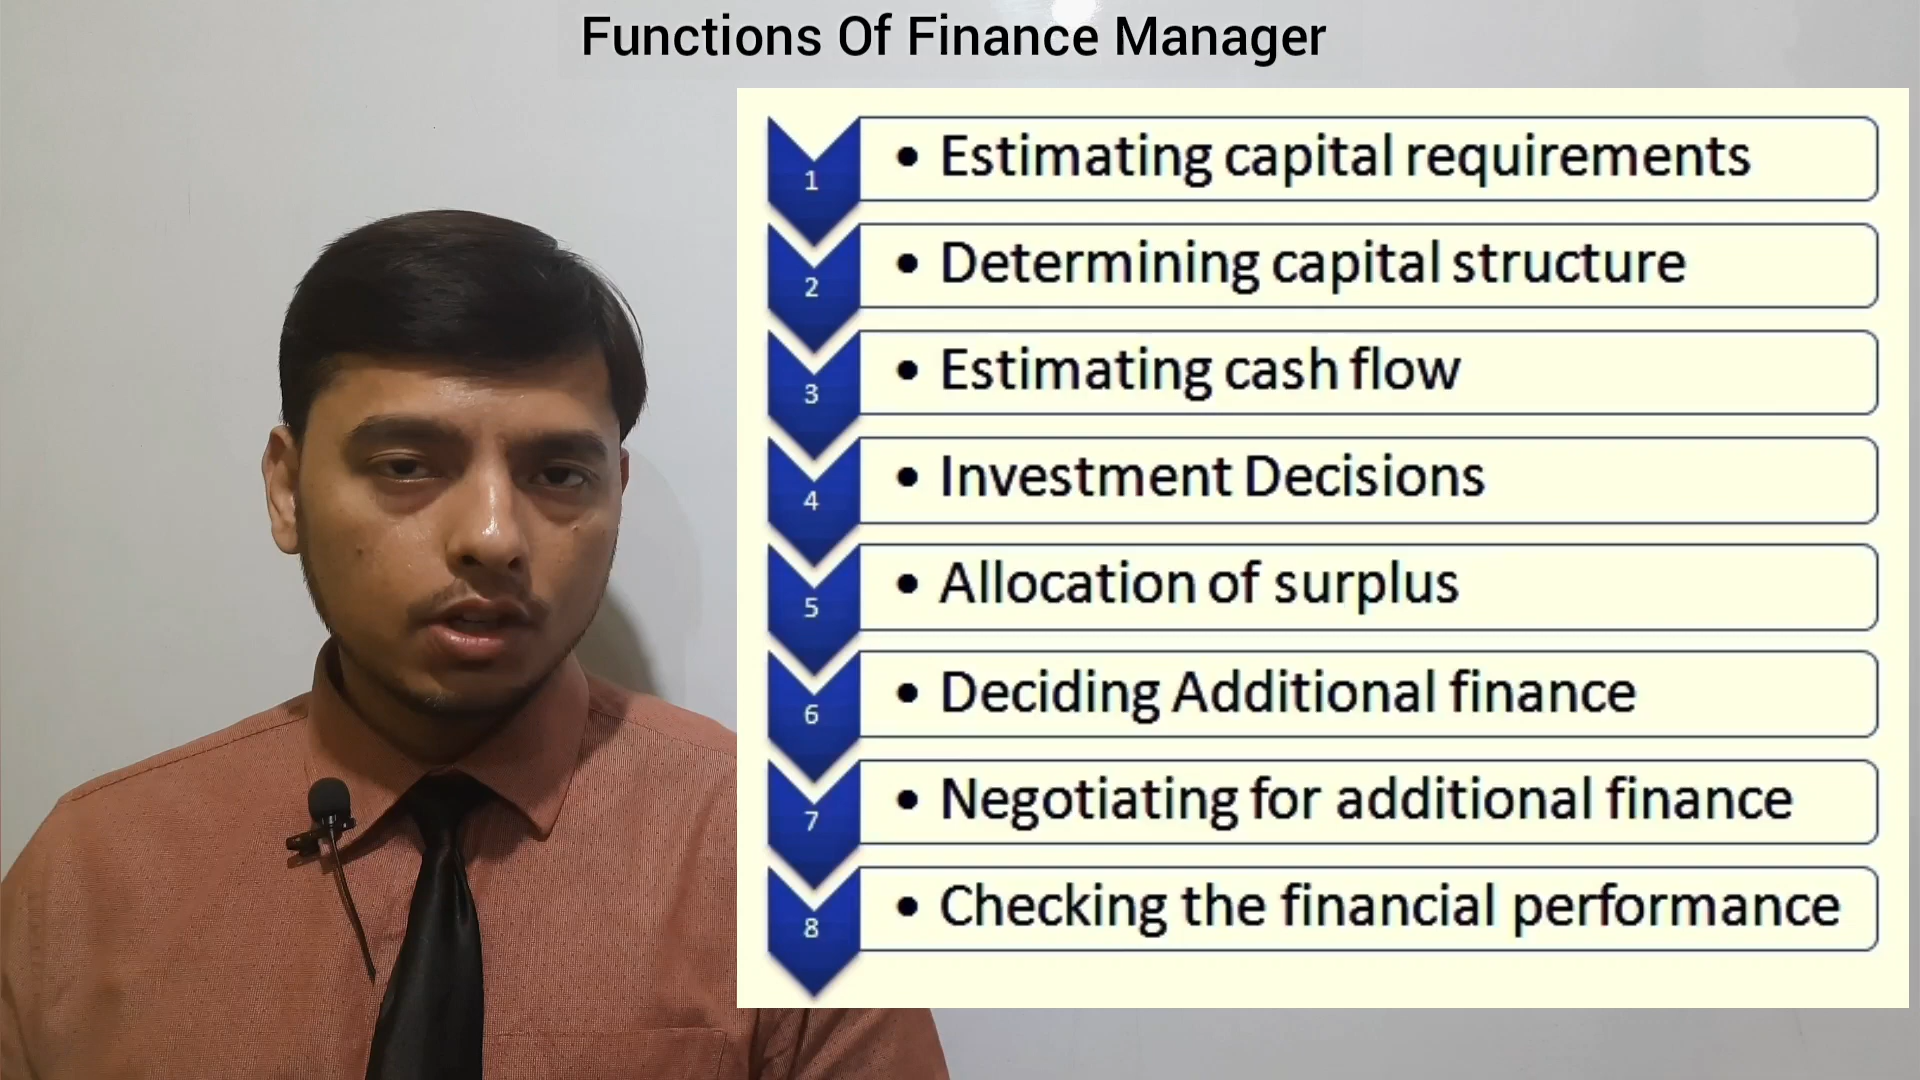 Functions Of Finance Manager
1 • Estimating capital requirements
2 • Determining capital structure
3 • Estimating cash flow
4 • Investment Decisions
5 • Allocation of surplus
6 • Deciding Additional finance
7 • Negotiating for additional finance
8 • Checking the financial performance